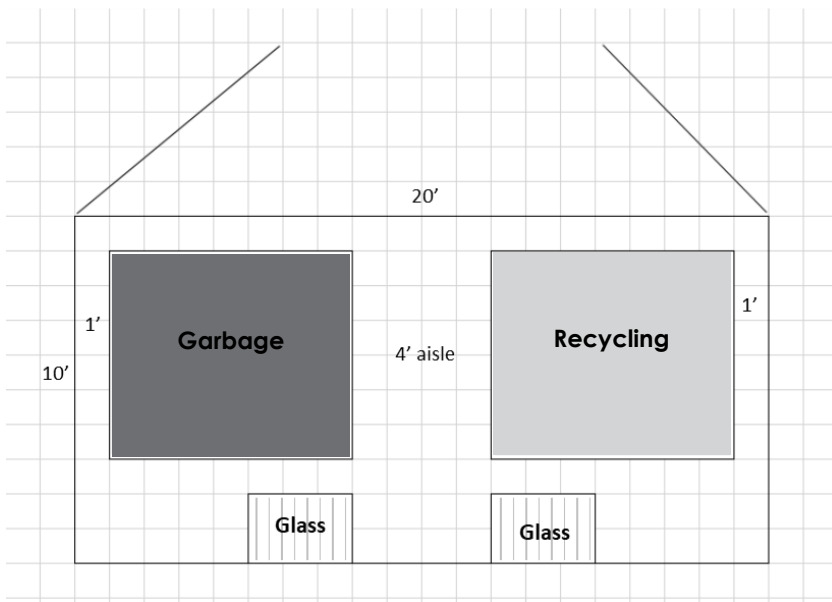 20’
1’
Garbage
Recycling
1’
4’ aisle
10’
Glass
Glass